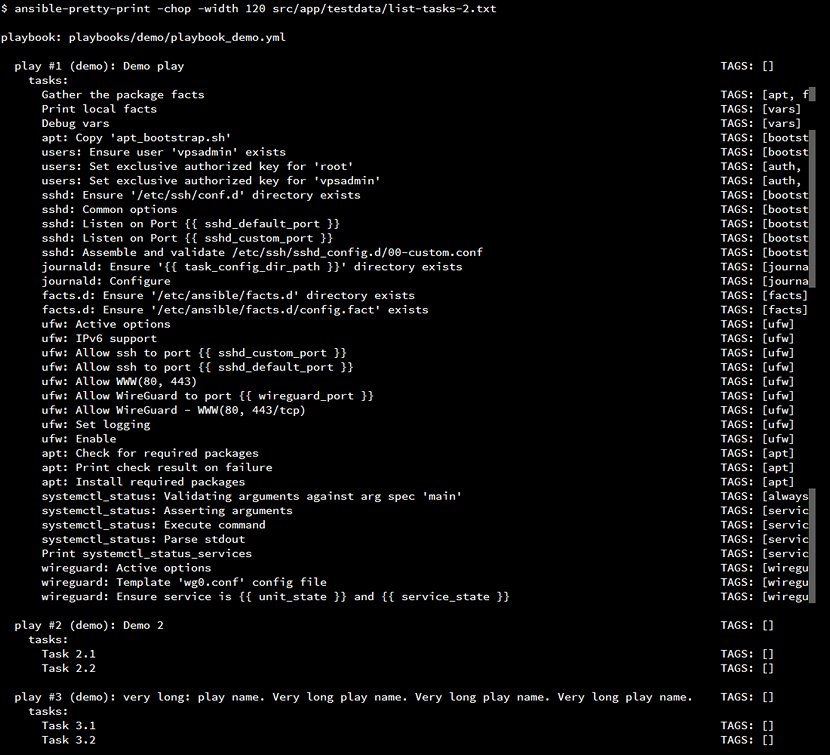 $ ansible-pretty-print -chop -width 120 src/app/testdata/list-tasks-2.txt
playbook: playbooks/demo/playbook_demo.yml
play #1 (demo): Demo play TAGS: []
tasks:
Gather the package facts TAGS: [apt, f
Print local facts TAGS: [vars]
Debug vars TAGS: [vars]
apt: Copy 'apt_bootstrap.sh' TAGS: [bootst
users: Ensure user 'vpsadmin' exists TAGS: [bootst
users: Set exclusive authorized key for 'root' TAGS: [auth,
users: Set exclusive authorized key for 'vpsadmin' TAGS: [auth,
sshd: Ensure '/etc/ssh/conf.d' directory exists TAGS: [bootst
sshd: Common options TAGS: [bootst
sshd: Listen on Port {{ sshd_default_port }} TAGS: [bootst
sshd: Listen on Port {{ sshd_custom_port }} TAGS: [bootst
sshd: Assemble and validate /etc/ssh/sshd_config.d/00-custom.conf TAGS: [bootst
journald: Ensure '{{ task_config_dir_path }}' directory exists TAGS: [journa
journald: Configure TAGS: [journa
facts.d: Ensure '/etc/ansible/facts.d' directory exists TAGS: [facts]
facts.d: Ensure '/etc/ansible/facts.d/config.fact' exists TAGS: [facts]
ufw: Active options TAGS: [ufw]
ufw: IPv6 support TAGS: [ufw]
ufw: Allow ssh to port {{ sshd_custom_port }} TAGS: [ufw]
ufw: Allow ssh to port {{ sshd_default_port }} TAGS: [ufw]
ufw: Allow WWW(80, 443) TAGS: [ufw]
ufw: Allow WireGuard to port {{ wireguard_port }} TAGS: [ufw]
ufw: Allow WireGuard - WWW(80, 443/tcp) TAGS: [ufw]
ufw: Set logging TAGS: [ufw]
ufw: Enable TAGS: [ufw]
apt: Check for required packages TAGS: [apt]
apt: Print check result on failure TAGS: [apt]
apt: Install required packages TAGS: [apt]
systemctl_status: Validating arguments against arg spec 'main' TAGS: [always
systemctl_status: Asserting arguments TAGS: [servic
systemctl_status: Execute command TAGS: [servic
systemctl_status: Parse stdout TAGS: [servic
Print systemctl_status_services TAGS: [servic
wireguard: Active options TAGS: [wiregu
wireguard: Template 'wg0.conf' config file TAGS: [wiregu
wireguard: Ensure service is {{ unit_state }} and {{ service_state }} TAGS: [wiregu
play #2 (demo): Demo 2 TAGS: []
tasks:
Task 2.1 TAGS: []
Task 2.2 TAGS: []
play #3 (demo): very long: play name. Very long play name. Very long play name. Very long play name. TAGS: []
tasks:
Task 3.1 TAGS: []
Task 3.2 TAGS: []